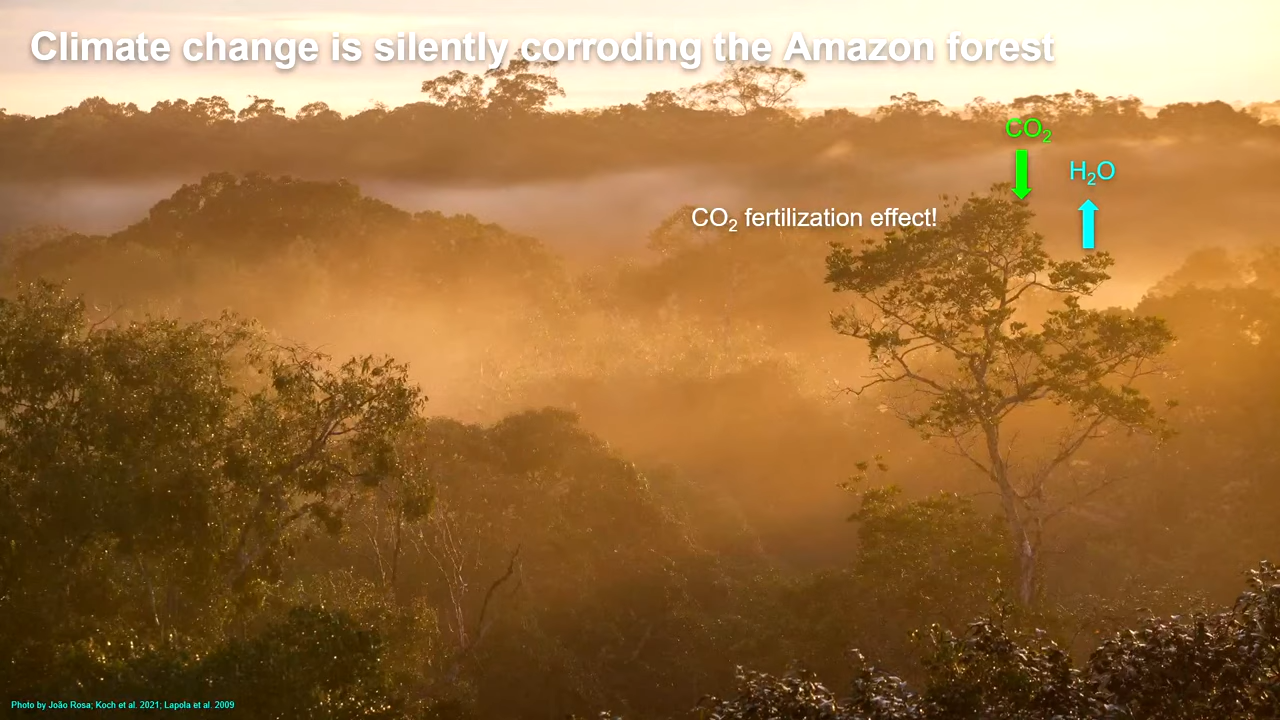 Climate change is silently corroding the Amazon forest
CO₂
H₂O
CO₂ fertilization effect!
Photo by João Rosa; Koch et al. 2021; Lapola et al. 2009